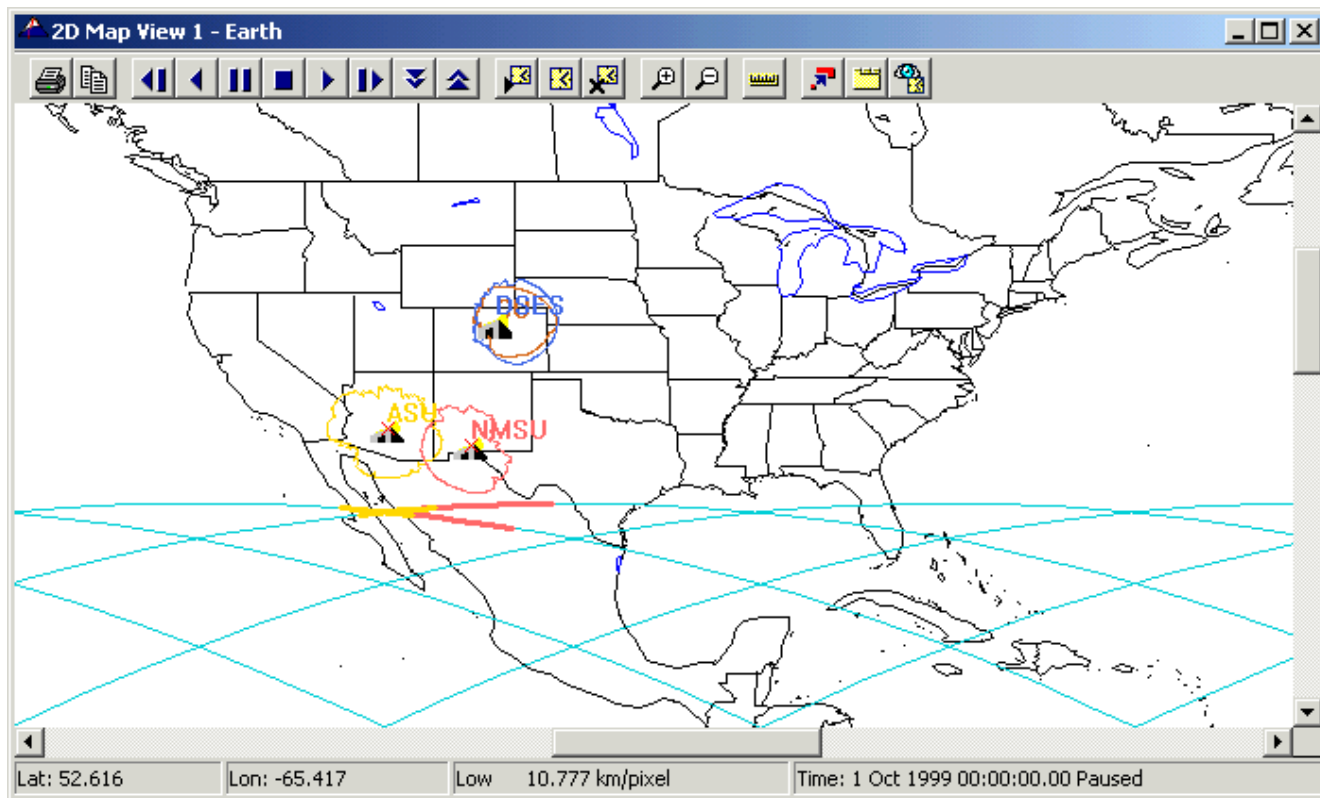 2D Map View 1 - Earth
ASU
NMSU
Lat: 52.616
Lon: -65.417
Low 10.777 km/pixel
Time: 1 Oct 1999 00:00:00.00 Paused